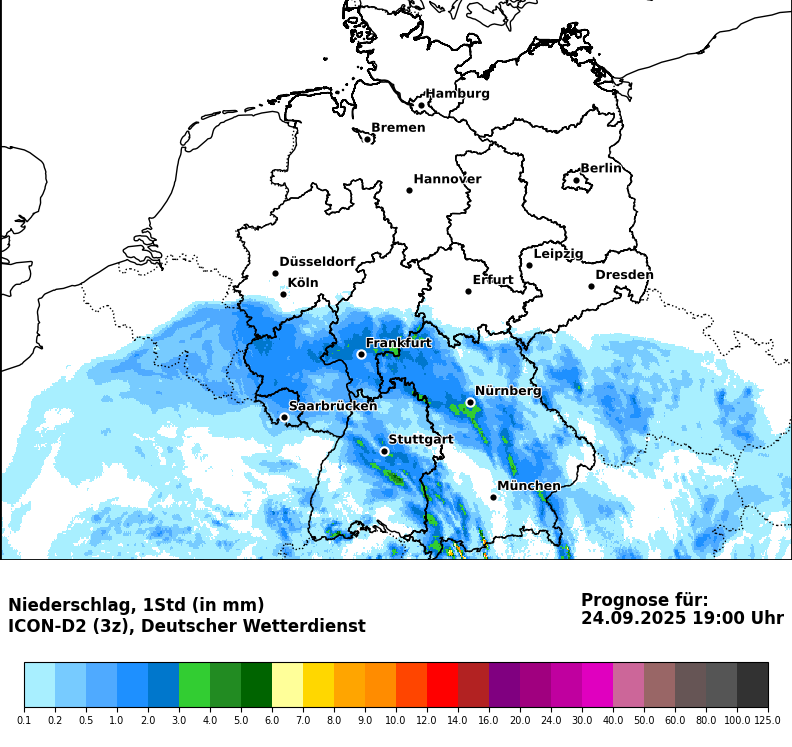 Hamburg
Bremen
Berlin
Hannover
Leipzig
Düsseldorf
Dresden
Köln
Erfurt
Frankfurt
Nürnberg
Saarbrücken
Stuttgart
München
Niederschlag, 1Std (in mm)
ICON-D2 (3z), Deutscher Wetterdienst
Prognose für:
24.09.2025 19:00 Uhr
0.1 0.2 0.5 1.0 2.0 3.0 4.0 5.0 6.0 7.0 8.0 9.0 10.0 12.0 14.0 16.0 20.0 24.0 30.0 40.0 50.0 60.0 80.0 100.0 125.0